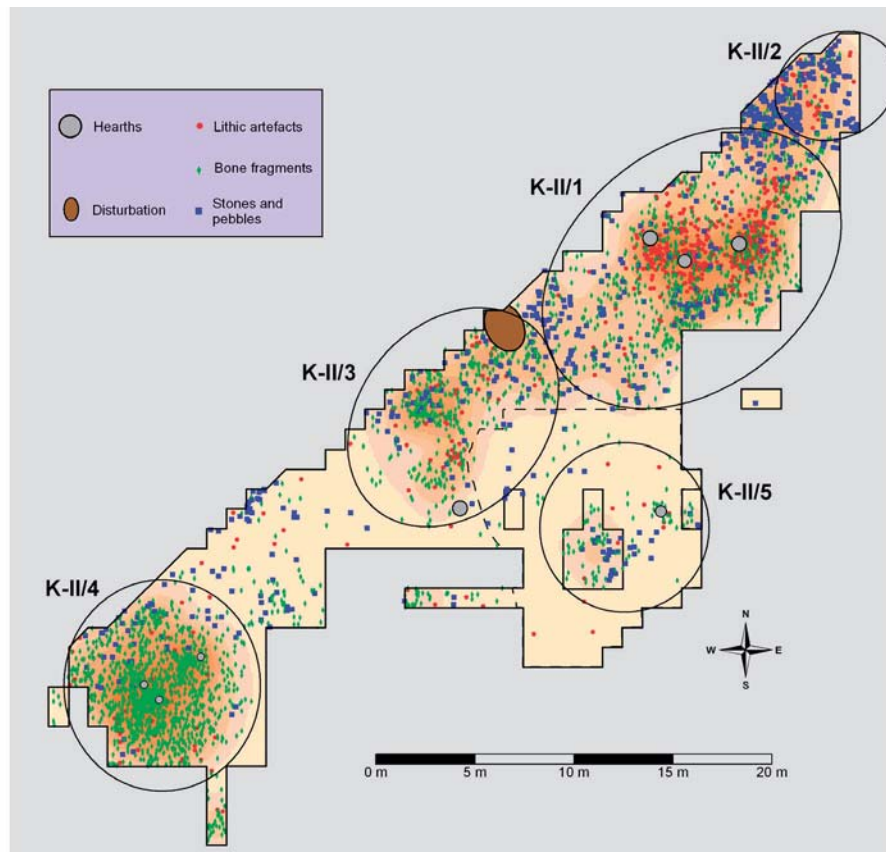 K-II/2
Hearths
Lithic artefacts
Bone fragments
Disturbation
Stones and
pebbles
K-II/1
K-II/3
K-II/5
K-II/4
N
W
E
S
0 m
5 m
10 m
15 m
20 m